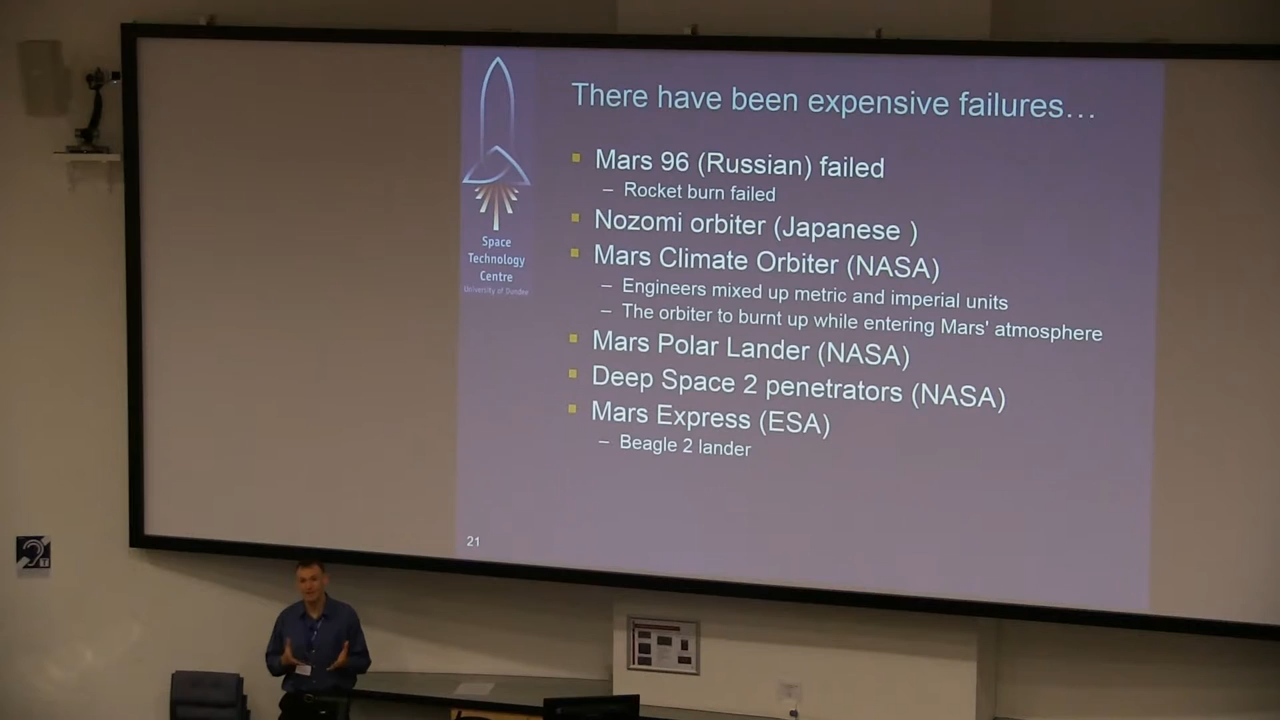 There have been expensive failures…
Mars 96 (Russian) failed
– Rocket burn failed
Nozomi orbiter (Japanese )
Mars Climate Orbiter (NASA)
– Engineers mixed up metric and imperial units
– The orbiter to burnt up while entering Mars' atmosphere
Mars Polar Lander (NASA)
Deep Space 2 penetrators (NASA)
Mars Express (ESA)
– Beagle 2 lander
Space
Technology
Centre
University of Dundee
21
T